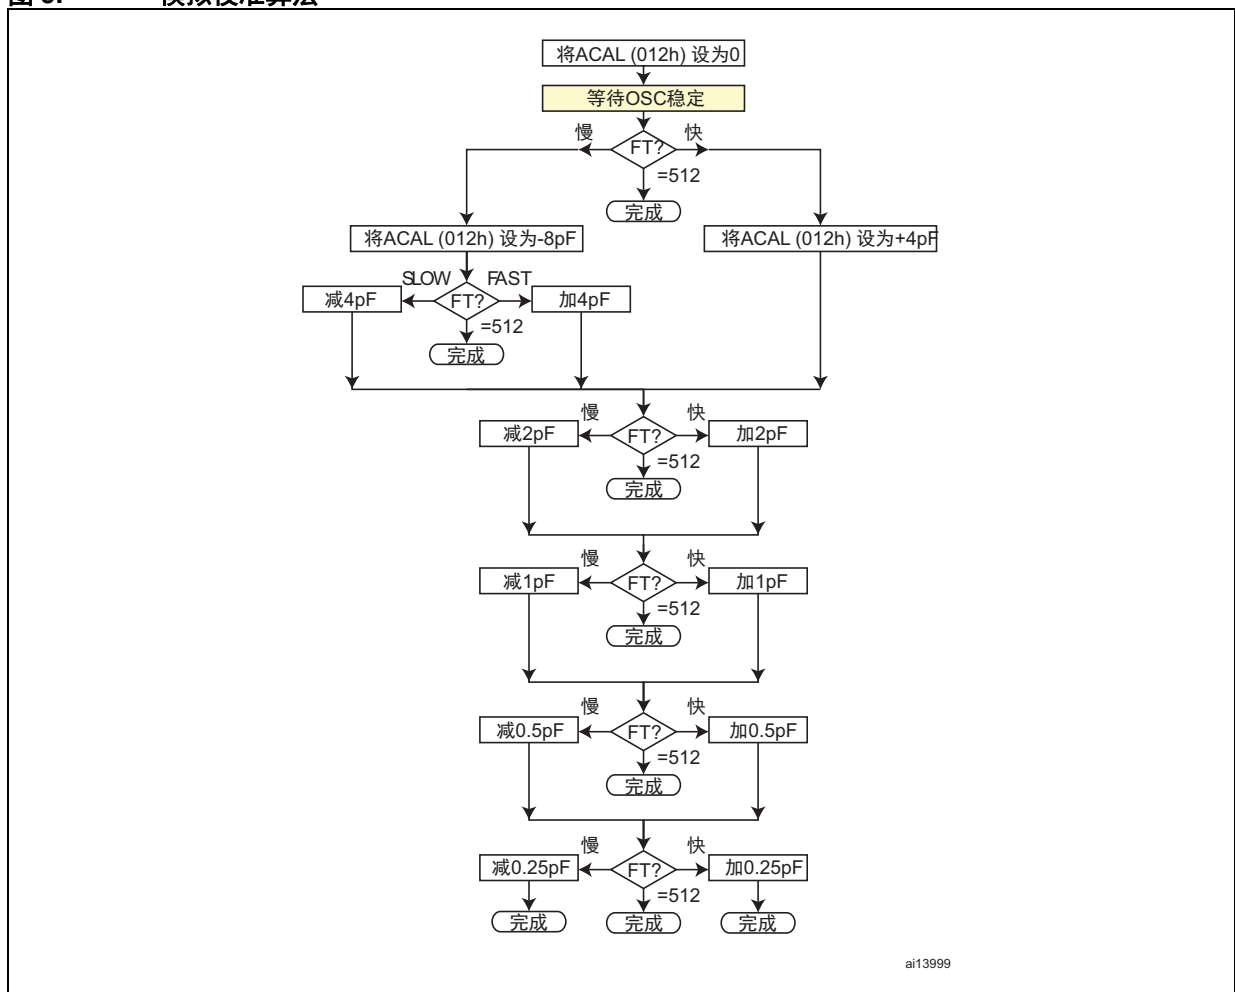 将ACAL (012h) 设为0
等待OSC稳定
慢
快
FT?
=512
完成
将ACAL (012h) 设为-8pF
将ACAL (012h) 设为+4pF
SLOW
FAST
减4pF
FT?
加4pF
=512
完成
慢
快
减2pF
FT?
加2pF
=512
完成
慢
快
减1pF
FT?
加1pF
=512
完成
慢
快
减0.5pF
FT?
加0.5pF
=512
完成
慢
快
减0.25pF
FT?
加0.25pF
=512
完成
完成
完成
ai13999